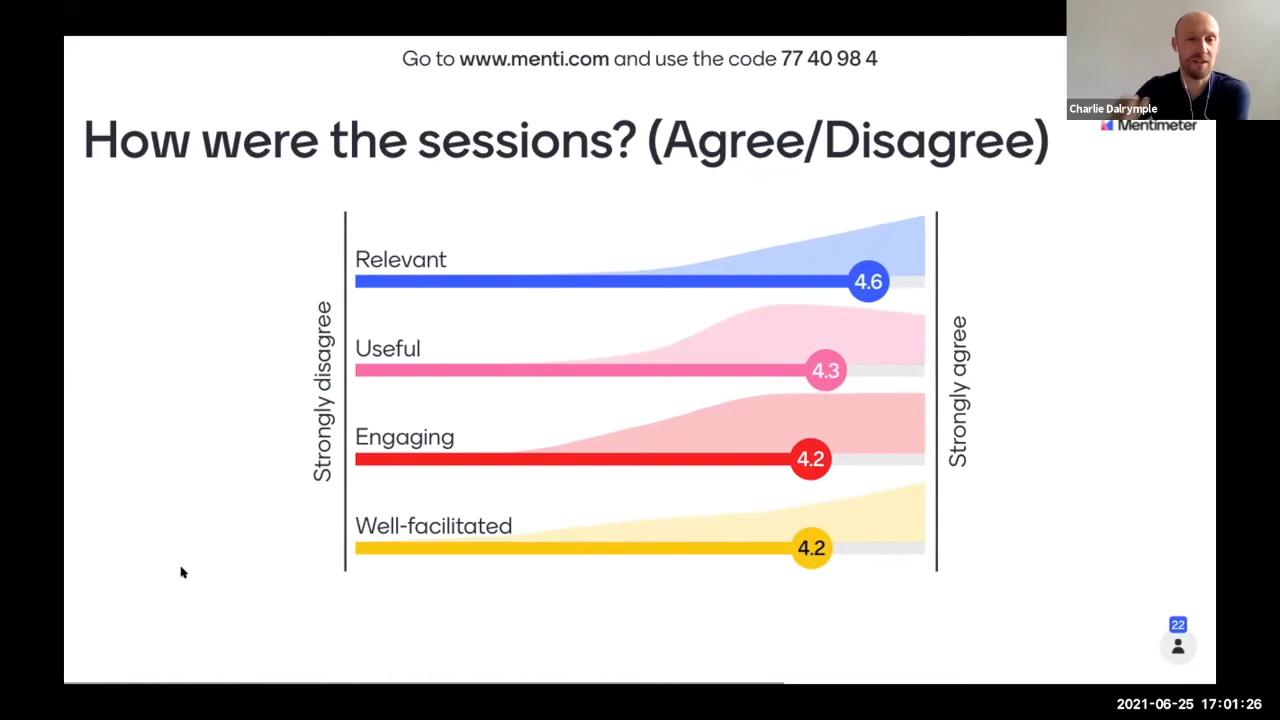 Go to www.menti.com and use the code 77 40 98 4
Charlie Dalrymple
Mentimeter
How were the sessions? (Agree/Disagree)
Strongly disagree
Relevant
4.6
Useful
4.3
Engaging
4.2
Well-facilitated
4.2
Strongly agree
22
2021-06-25 17:01:26